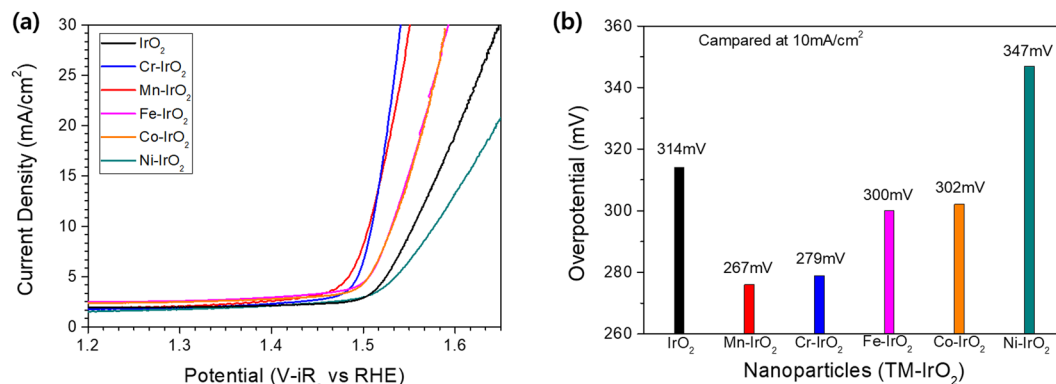 (a)
30
25
20
15
10
5
0
Current Density (mA/cm²)
IrO₂
Cr-IrO₂
Mn-IrO₂
Fe-IrO₂
Co-IrO₂
Ni-IrO₂
1.2 1.3 1.4 1.5 1.6
Potential (V-iR vs RHE)
(b)
360
340
320
300
280
260
Overpotential (mV)
Campared at 10mA/cm²
314mV
267mV
279mV
300mV
302mV
347mV
IrO₂ Mn-IrO₂ Cr-IrO₂ Fe-IrO₂ Co-IrO₂ Ni-IrO₂
Nanoparticles (TM-IrO₂)